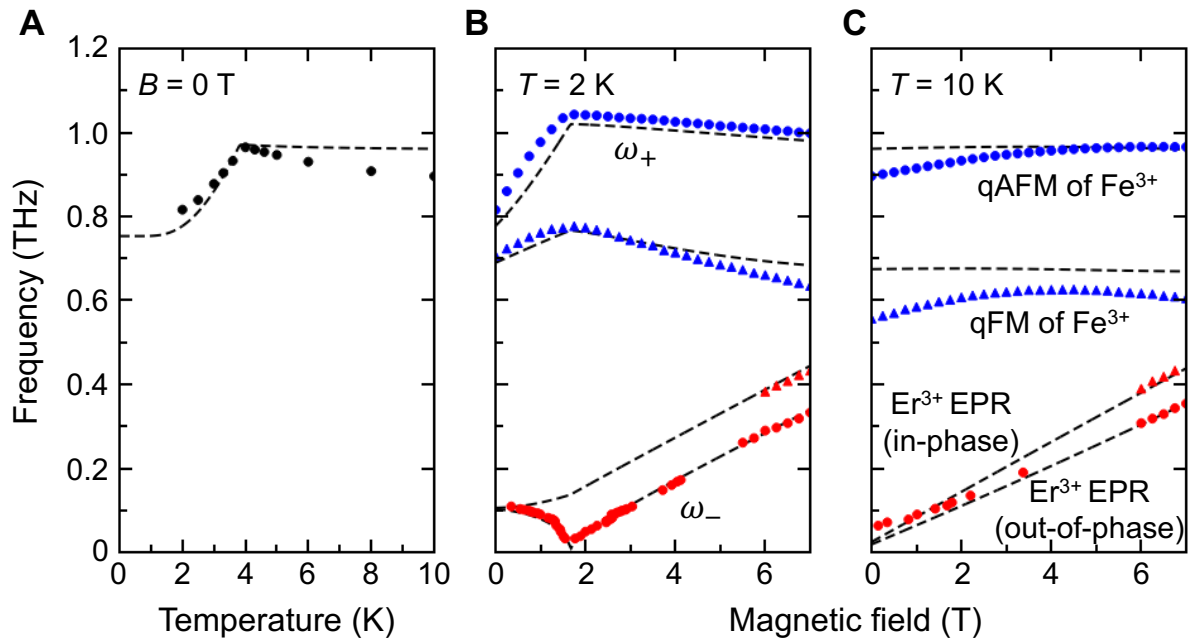 A
B
C
1.2
1.0
0.8
0.6
0.4
0.2
0
Frequency (THz)
B = 0 T
0 2 4 6 8 10
Temperature (K)
T = 2 K
ω₊
ω₋
0 2 4 6
T = 10 K
qAFM of Fe³⁺
qFM of Fe³⁺
Er³⁺ EPR
(in-phase)
Er³⁺ EPR
(out-of-phase)
0 2 4 6
Magnetic field (T)